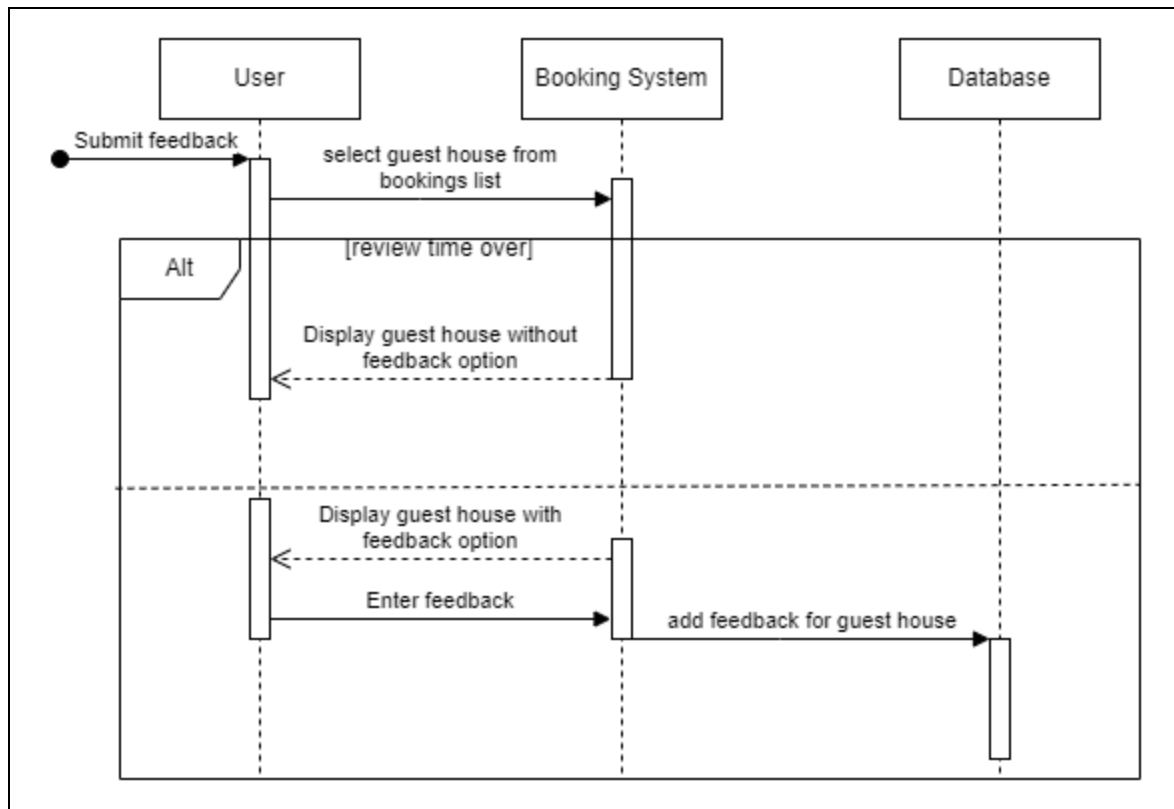 User
Booking System
Database
Submit feedback
select guest house from
bookings list
[review time over]
Alt
Display guest house without
feedback option
Display guest house with
feedback option
Enter feedback
add feedback for guest house